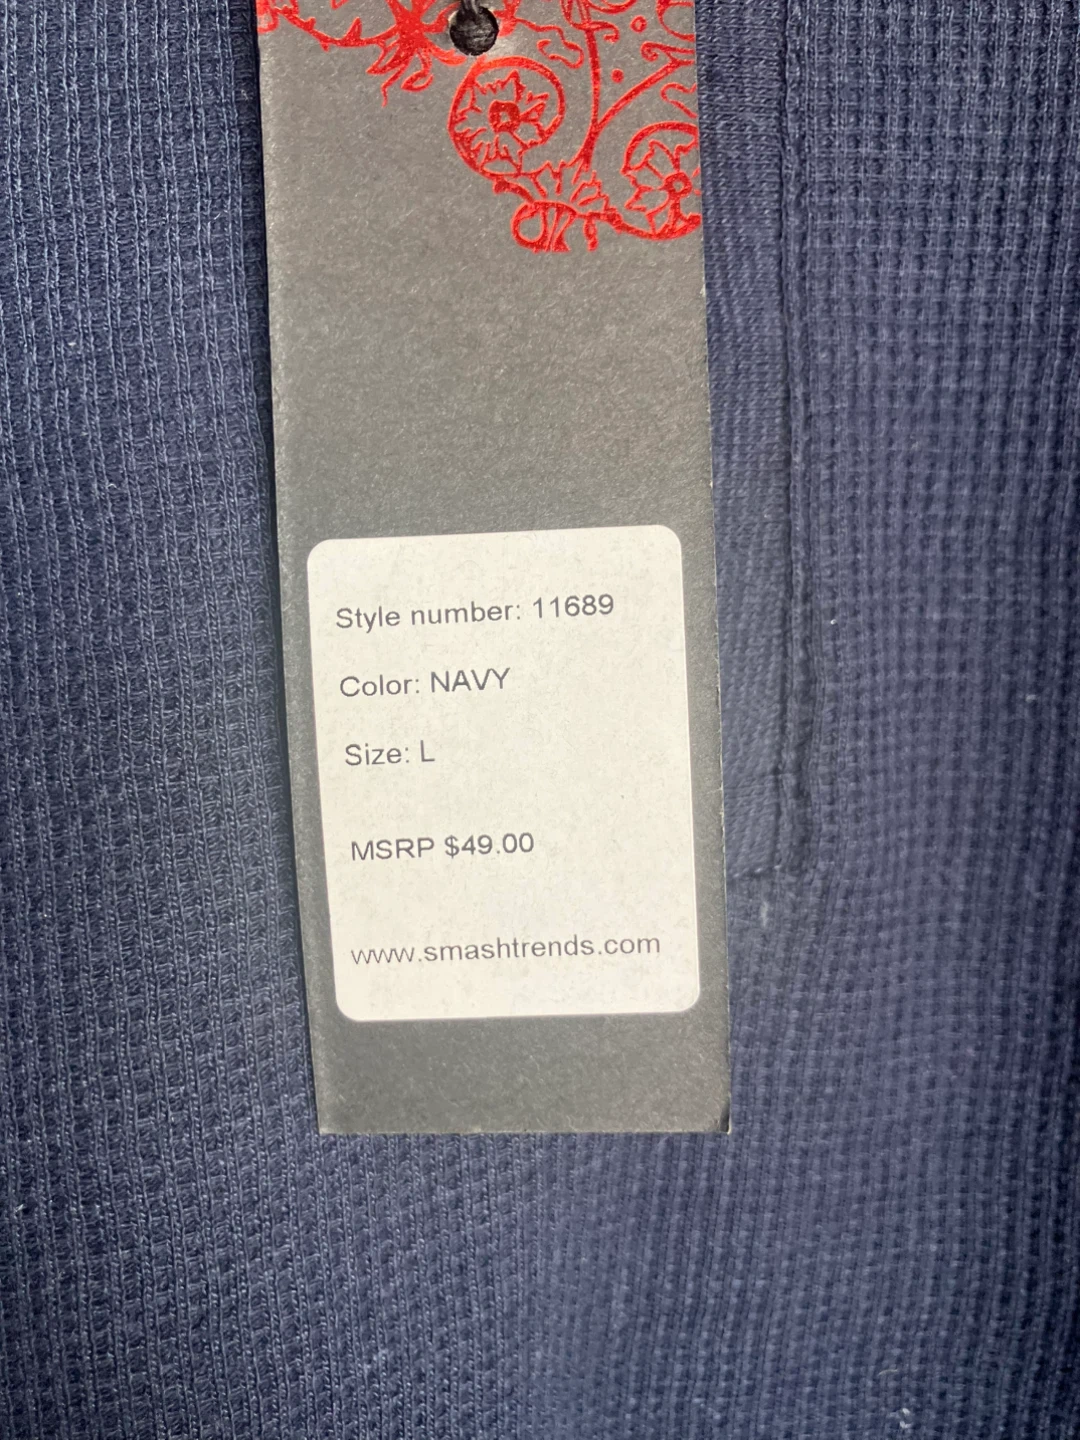 Style number: 11689
Color: NAVY
Size: L
MSRP $49.00
www.smashtrends.com